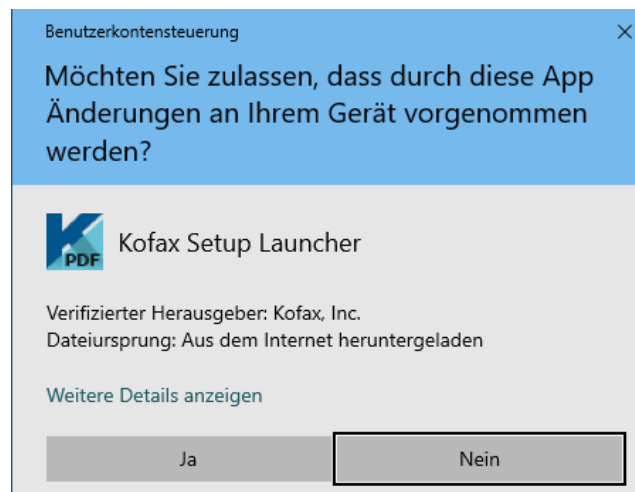 Benutzerkontensteuerung
Möchten Sie zulassen, dass durch diese App
Änderungen an Ihrem Gerät vorgenommen
werden?
PDF
Kofax Setup Launcher
Verifizierter Herausgeber: Kofax, Inc.
Dateiursprung: Aus dem Internet heruntergeladen
Weitere Details anzeigen
Ja
Nein